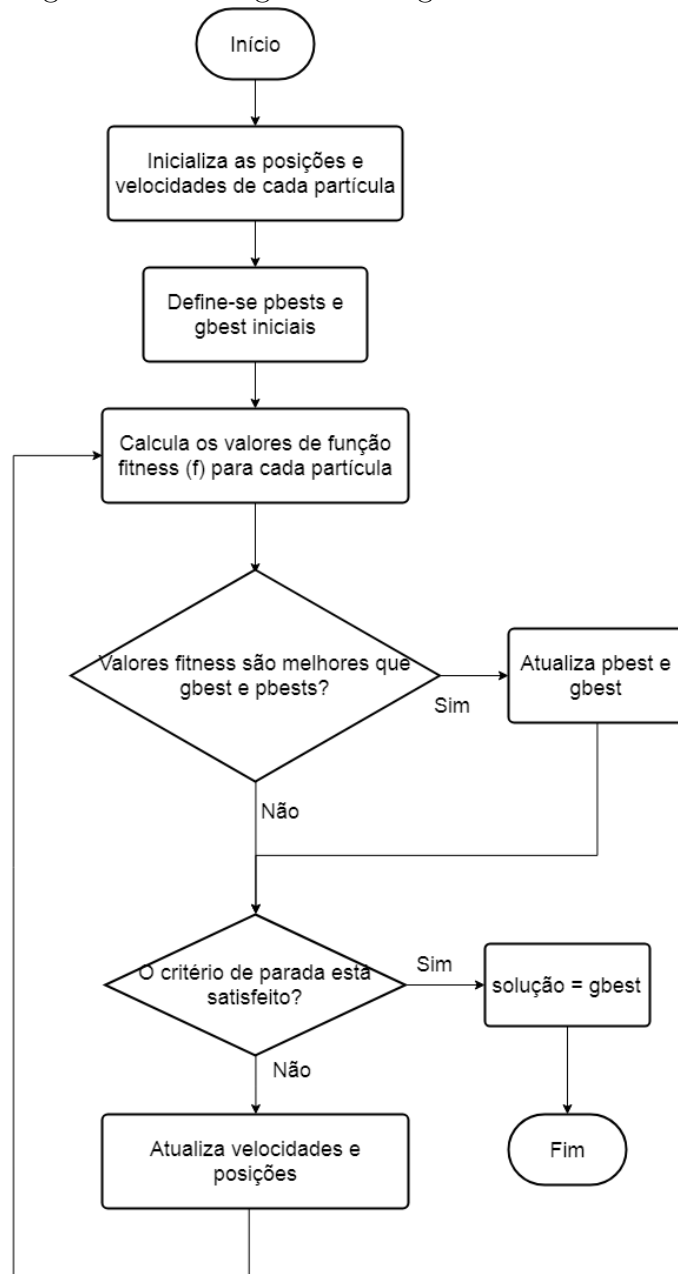 Início
Inicializa as posições e
velocidades de cada partícula
Define-se pbests e
gbest iniciais
Calcula os valores de função
fitness (f) para cada partícula
Valores fitness são melhores que
gbest e pbests?
Sim
Atualiza pbest e
gbest
Não
O critério de parada está
satisfeito?
Sim
solução = gbest
Não
Fim
Atualiza velocidades e
posições